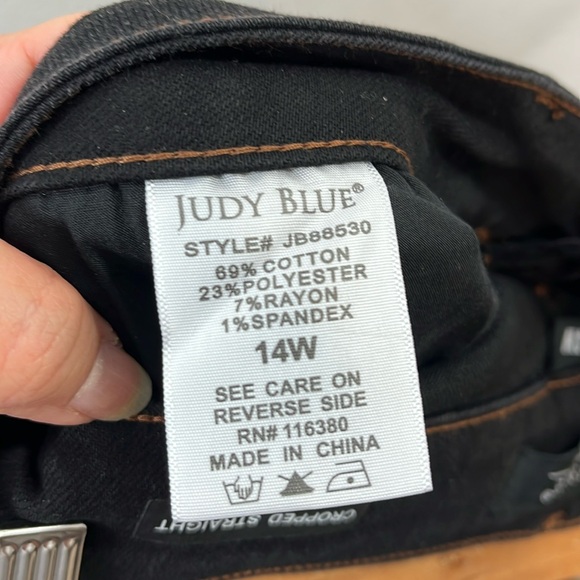 JUDY BLUE®
STYLE# JB88530
69% COTTON
23%POLYESTER
7%RAYON
1%SPANDEX
14W
SEE CARE ON
REVERSE SIDE
RN# 116380
MADE IN CHINA
CROPPED STRAIGHT